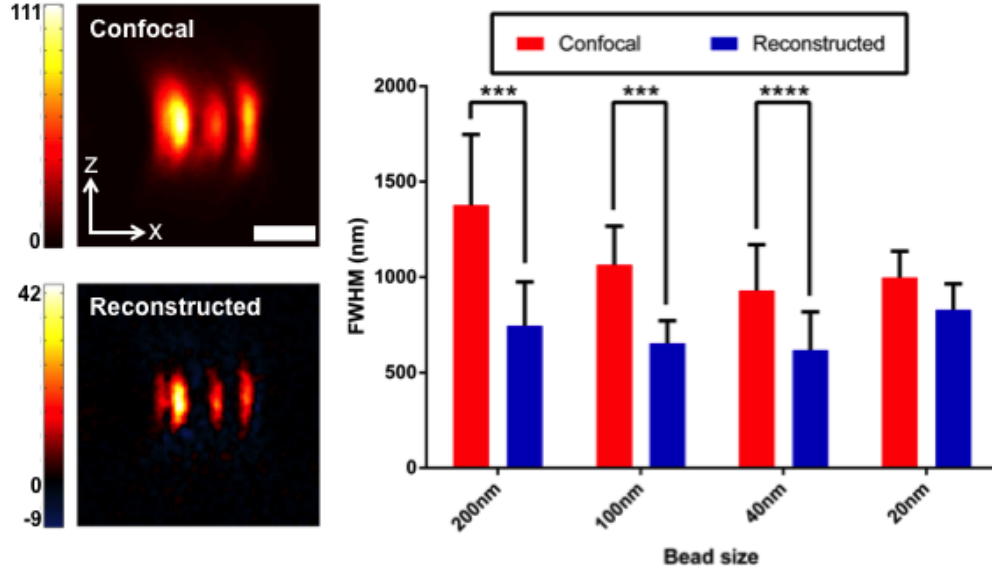 111
Confocal
Z
X
0
42
Reconstructed
0
-9
Confocal
Reconstructed
2000
1500
1000
500
0
FWHM (nm)
***
***
****
200nm
100nm
40nm
20nm
Bead size